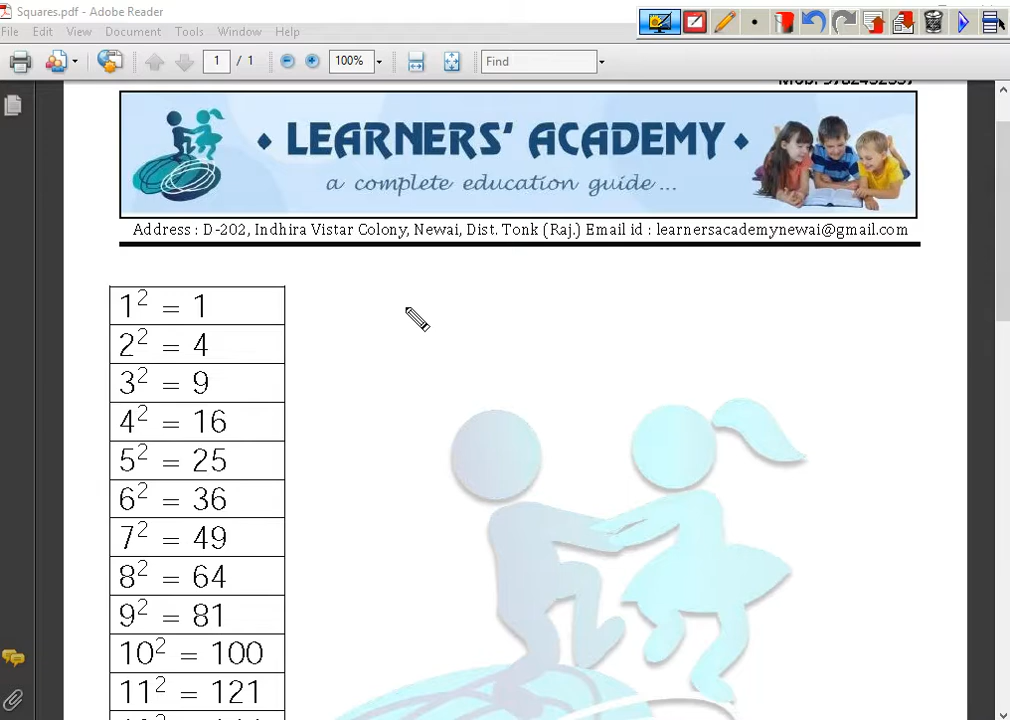 Squares.pdf - Adobe Reader
File Edit View Document Tools Window Help
1 / 1 100% Find
• LEARNERS' ACADEMY •
a complete education guide ...
Address : D-202, Indhira Vistar Colony, Newai, Dist. Tonk (Raj.) Email id : learnersacademynewai@gmail.com
1² = 1
2² = 4
3² = 9
4² = 16
5² = 25
6² = 36
7² = 49
8² = 64
9² = 81
10² = 100
11² = 121